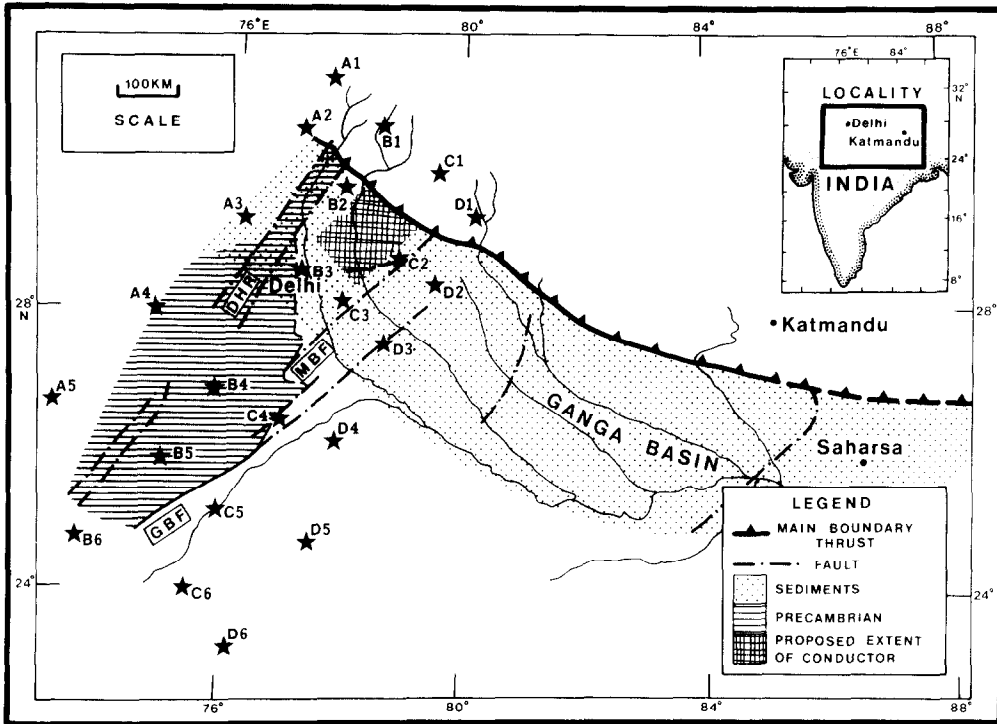 76°E
80
84
88°
100KM
SCALE
A1
A2
B1
C1
B2
D1
A3
C2
B3
Delhi
D2
DHR
A4
C3
28°
N
D3
MBF
A5
B4
C4
D4
B5
GBF
C5
B6
D5
C6
D6
24°
76°
80
84
88°
28°
24°
Katmandu
Saharsa
GANGA BASIN
76°E 84°
LOCALITY
Delhi
Katmandu
INDIA
32°
N
24°
16°
8°
LEGEND
MAIN BOUNDARY
THRUST
FAULT
SEDIMENTS
PRECAMBRIAN
PROPOSED EXTENT
OF CONDUCTOR